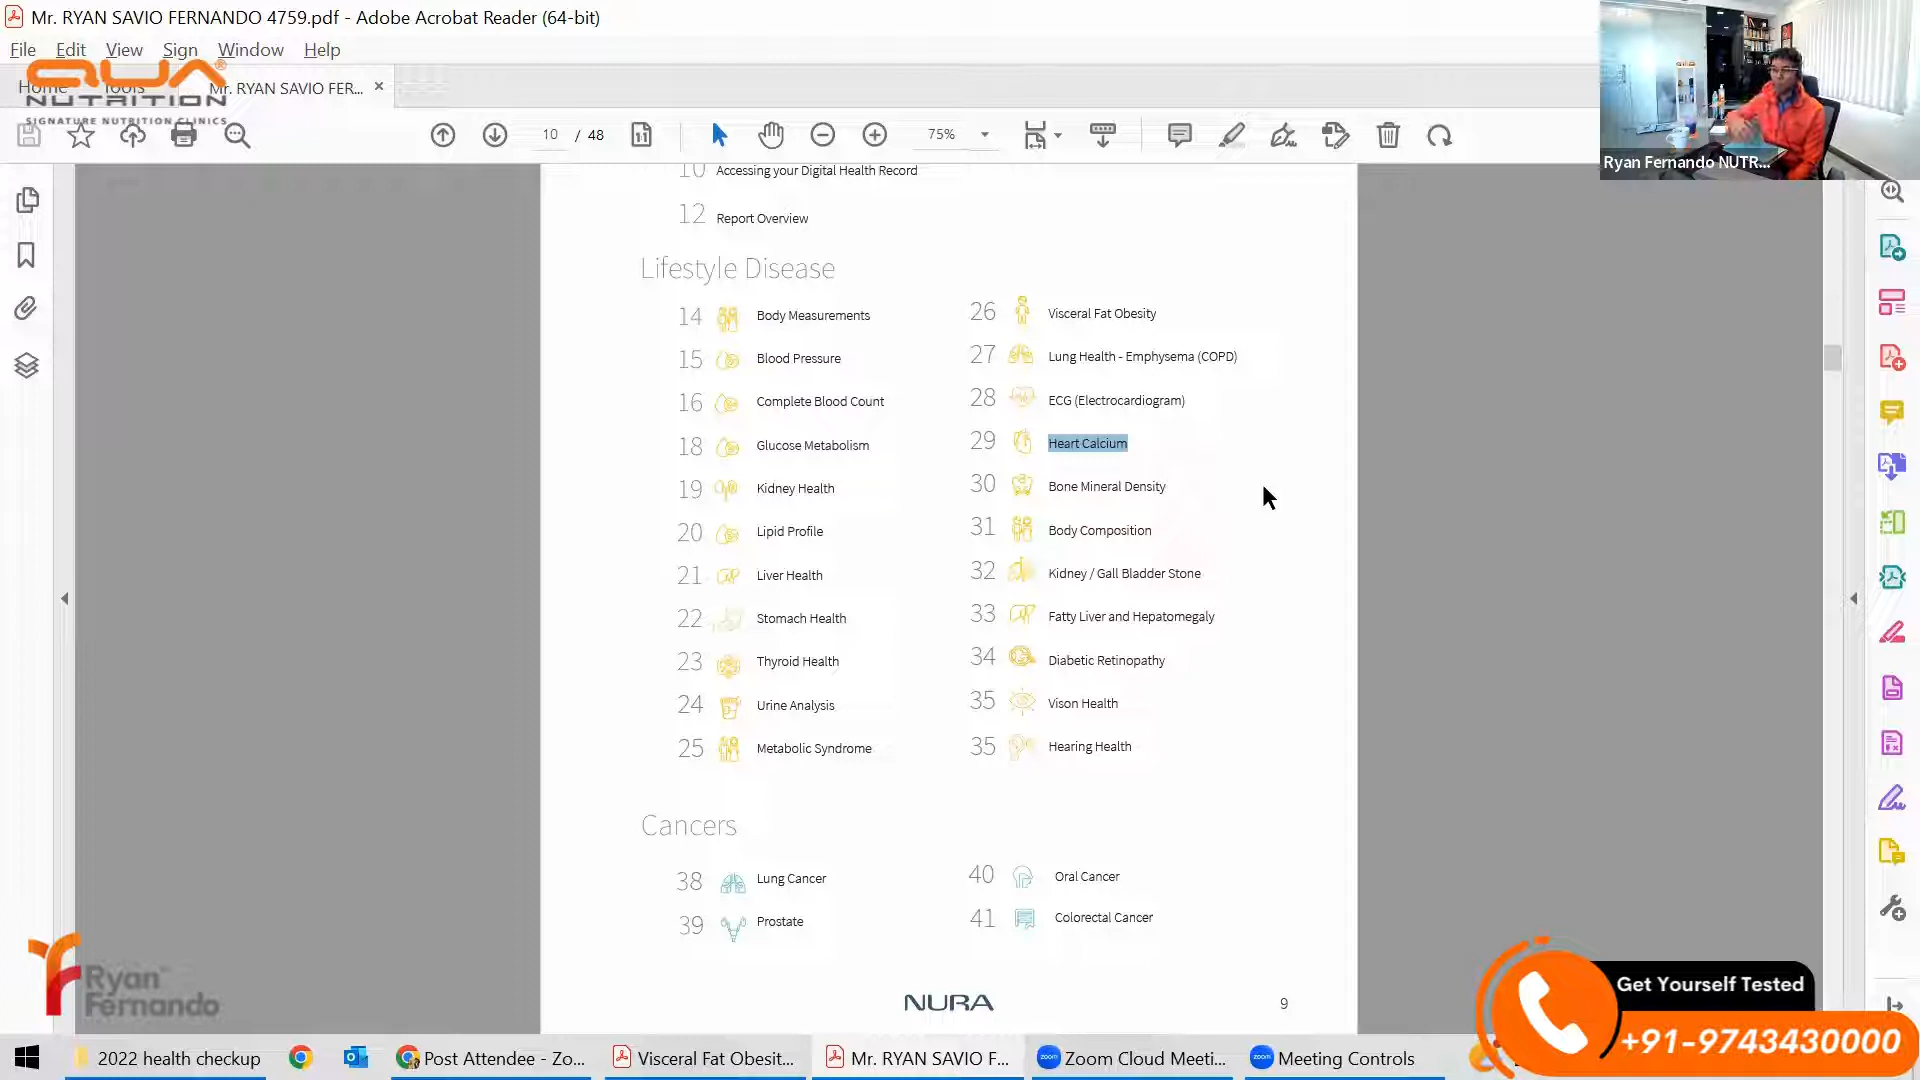 Mr. RYAN SAVIO FERNANDO 4759.pdf - Adobe Acrobat Reader (64-bit)
File Edit View Sign Window Help
Home Tools Mr. RYAN SAVIO FER...
QUA
NUTRITION
SIGNATURE NUTRITION CLINICS
10 / 48
75%
Ryan Fernando NUTR...
10 Accessing your Digital Health Record
12 Report Overview
Lifestyle Disease
14 Body Measurements
15 Blood Pressure
16 Complete Blood Count
18 Glucose Metabolism
19 Kidney Health
20 Lipid Profile
21 Liver Health
22 Stomach Health
23 Thyroid Health
24 Urine Analysis
25 Metabolic Syndrome
26 Visceral Fat Obesity
27 Lung Health - Emphysema (COPD)
28 ECG (Electrocardiogram)
29 Heart Calcium
30 Bone Mineral Density
31 Body Composition
32 Kidney / Gall Bladder Stone
33 Fatty Liver and Hepatomegaly
34 Diabetic Retinopathy
35 Vison Health
35 Hearing Health
Cancers
38 Lung Cancer
39 Prostate
40 Oral Cancer
41 Colorectal Cancer
NURA
9
Ryan
Fernando
Get Yourself Tested
+91-9743430000
2022 health checkup
Post Attendee - Zo...
Visceral Fat Obesit...
Mr. RYAN SAVIO F...
zoom Zoom Cloud Meeti...
zoom Meeting Controls